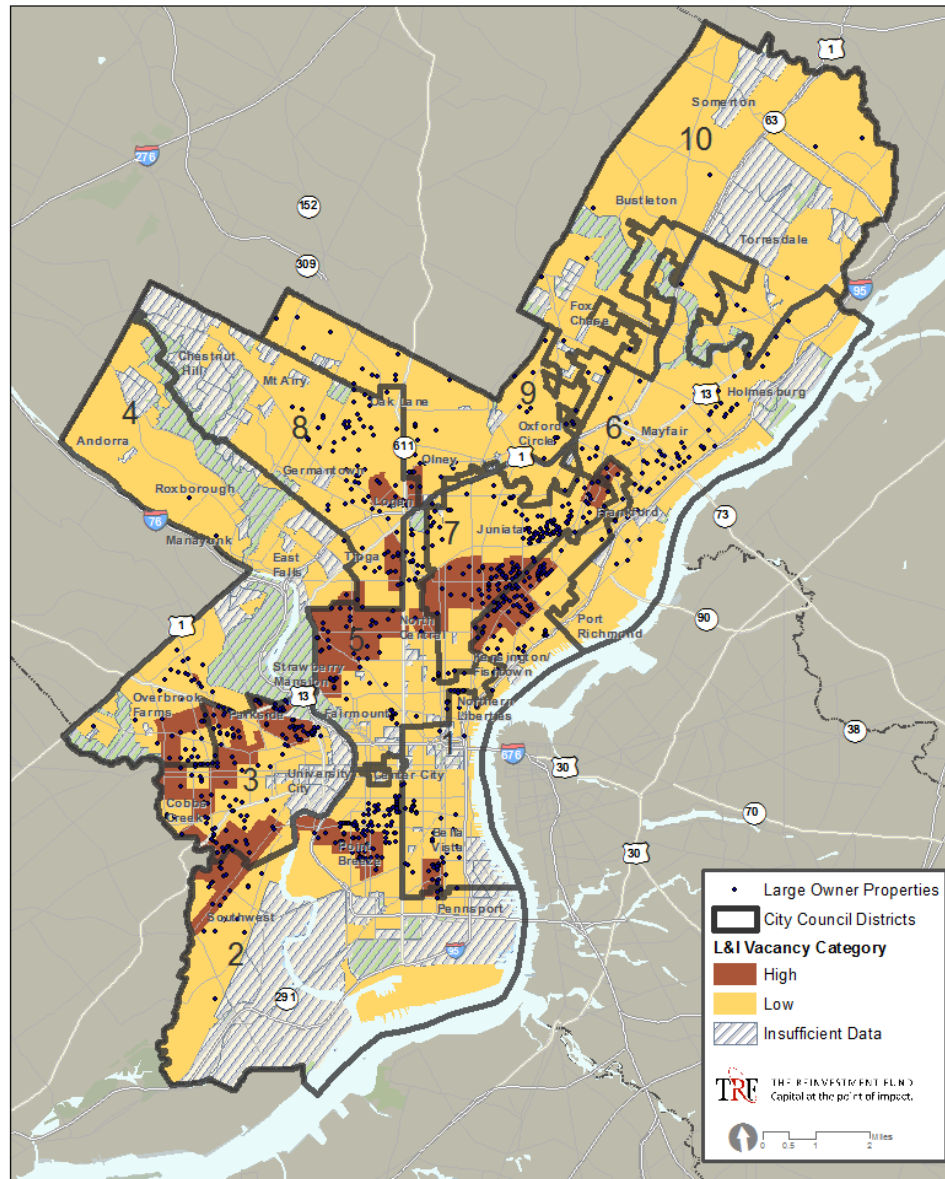 1
Somerton
63
10
276
152
Bustleton
Torresdale
309
95
Fox
Chase
Chestnut
Hill
Mt Airy
13
Holmesburg
4
Oak Lane
9
8
Oxford
Circle
6
Mayfair
Andorra
611
Olney
1
Germantown
Roxborough
Logan
Frankford
73
76
7
Juniata
Manayunk
East
Falls
Tioga
1
5
North
Central
Port
Richmond
90
Strawberry
Mansion
Kensington/
Fishtown
13
Overbrook
Farms
Parkside
Fairmount
Northern
Liberties
38
1
676
30
3
University
City
Center City
Cobbs
Creek
70
Point
Breeze
Bella
Vista
30
Southwest
Pennsport
2
95
291
Large Owner Properties
City Council Districts
L&I Vacancy Category
High
Low
Insufficient Data
TRF THE REINVESTMENT FUND
Capital at the point of impact.
0 0.5 1 2 Miles